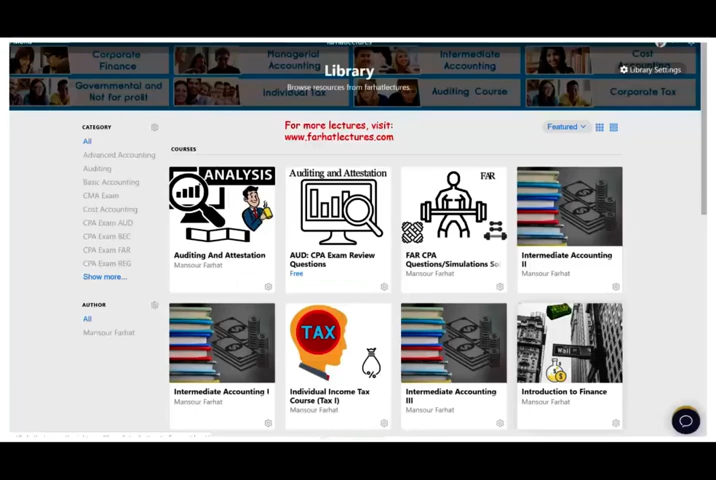 farhatlectures
Corporate
Finance
Managerial
Accounting
Intermediate
Accounting
Cost
Accounting
Library
Library Settings
Browse resources from farhatlectures.
Governmental and
Not for profit
Individual Tax
Auditing Course
Corporate Tax
For more lectures, visit:
www.farhatlectures.com
Featured
CATEGORY
All
Advanced Accounting
Auditing
Basic Accounting
CMA Exam
Cost Accounting
CPA Exam AUD
CPA Exam BEC
CPA Exam FAR
CPA Exam REG
Show more...
AUTHOR
All
Mansour Farhat
COURSES
ANALYSIS
Auditing And Attestation
Mansour Farhat
Auditing and Attestation
AUD: CPA Exam Review
Questions
Free
FAR
FAR CPA
Questions/Simulations So
Mansour Farhat
Intermediate Accounting
II
Mansour Farhat
Intermediate Accounting I
Mansour Farhat
TAX
Individual Income Tax
Course (Tax I)
Mansour Farhat
Intermediate Accounting
III
Mansour Farhat
Wall
Introduction to Finance
Mansour Farhat